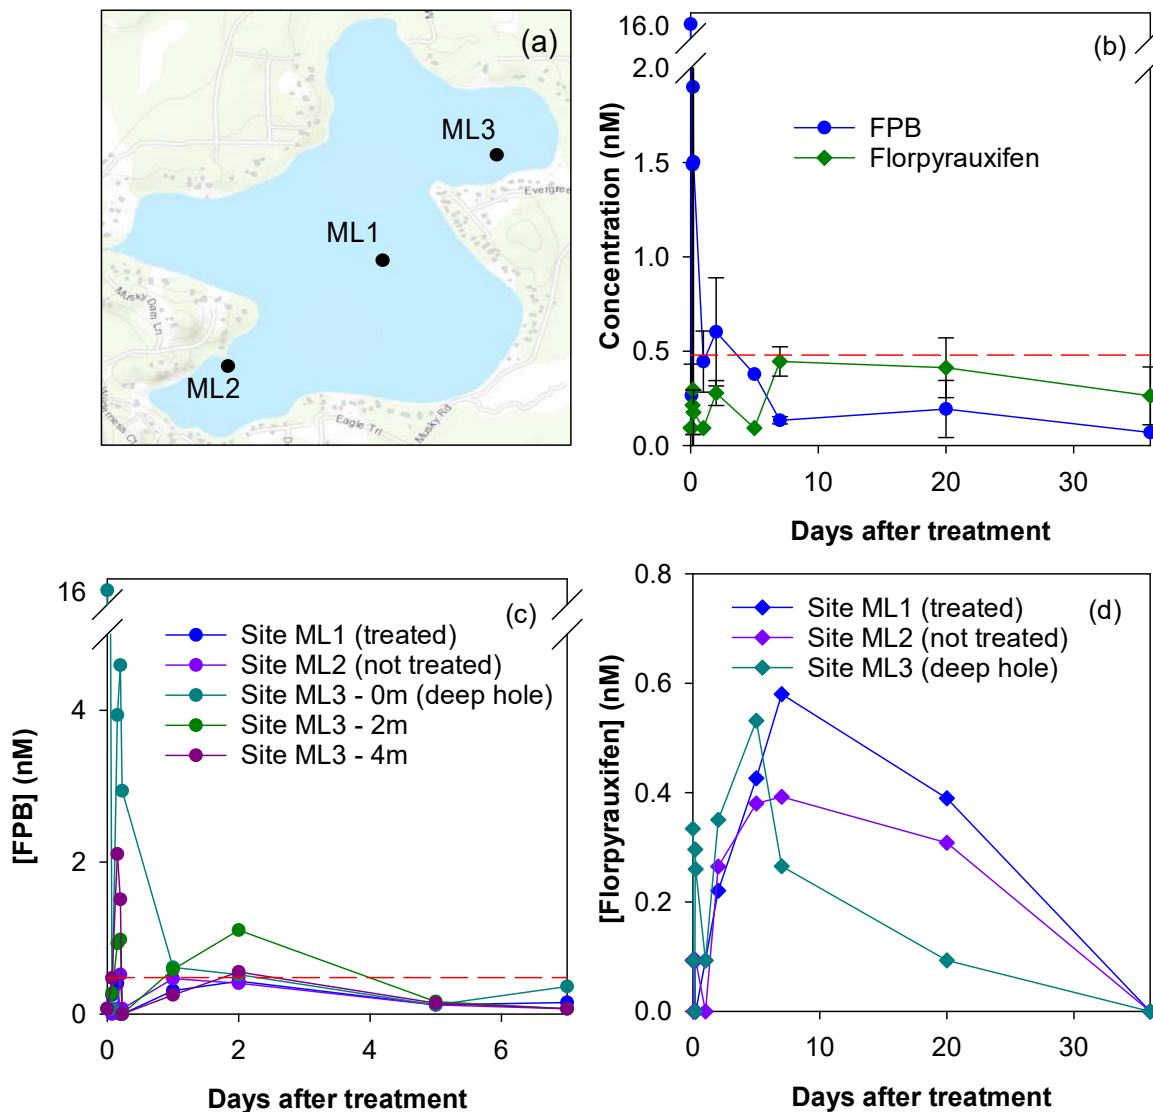 (a)
ML3
Evergree
ML1
Musky Dam Ln
ML2
Eagle Trl
Musky Rd
(b)
16.0
2.0
1.5
1.0
0.5
0.0
Concentration (nM)
FPB
Florpyrauxifen
0 10 20 30
Days after treatment
(c)
16
4
2
0
[FPB] (nM)
Site ML1 (treated)
Site ML2 (not treated)
Site ML3 - 0m (deep hole)
Site ML3 - 2m
Site ML3 - 4m
0 2 4 6
Days after treatment
(d)
0.8
0.6
0.4
0.2
0.0
[Florpyrauxifen] (nM)
Site ML1 (treated)
Site ML2 (not treated)
Site ML3 (deep hole)
0 10 20 30
Days after treatment